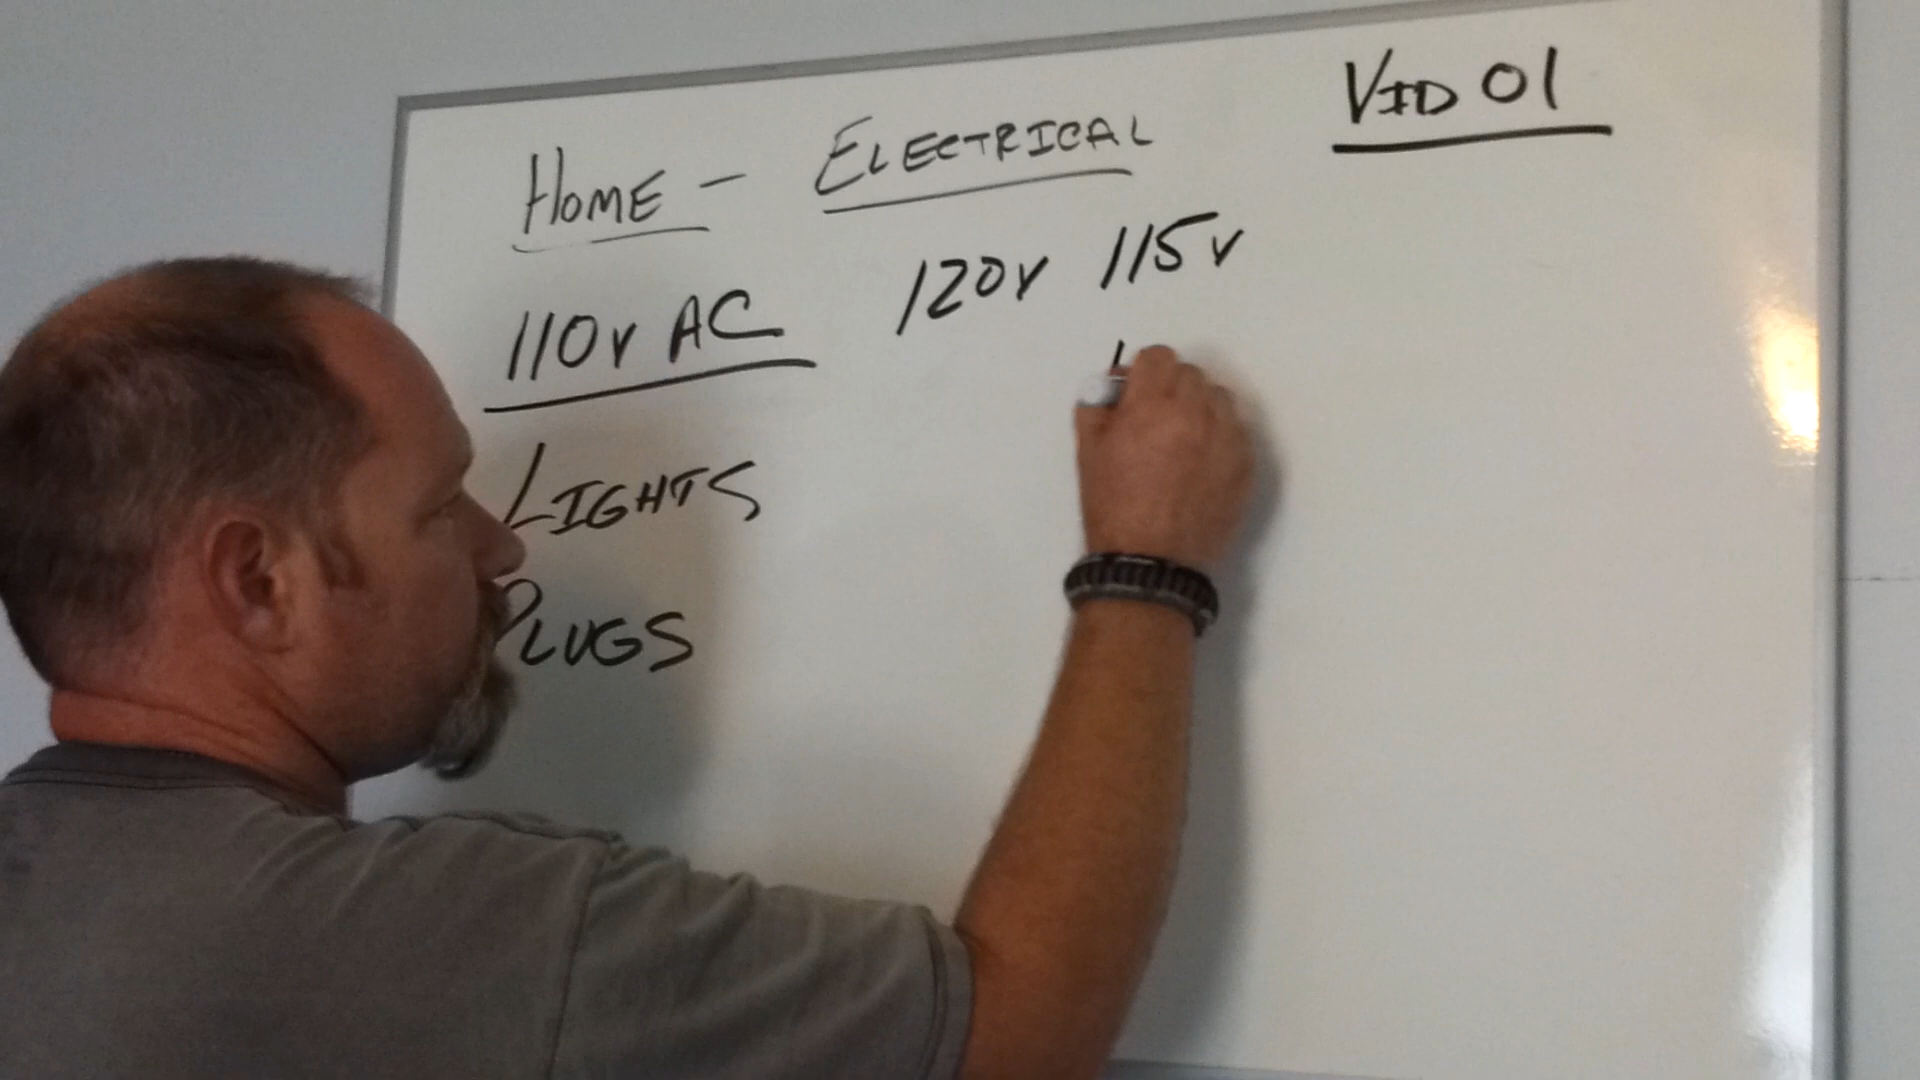 VID 01
HOME - ELECTRICAL
110v AC 120v 115v
LIGHTS
PLUGS